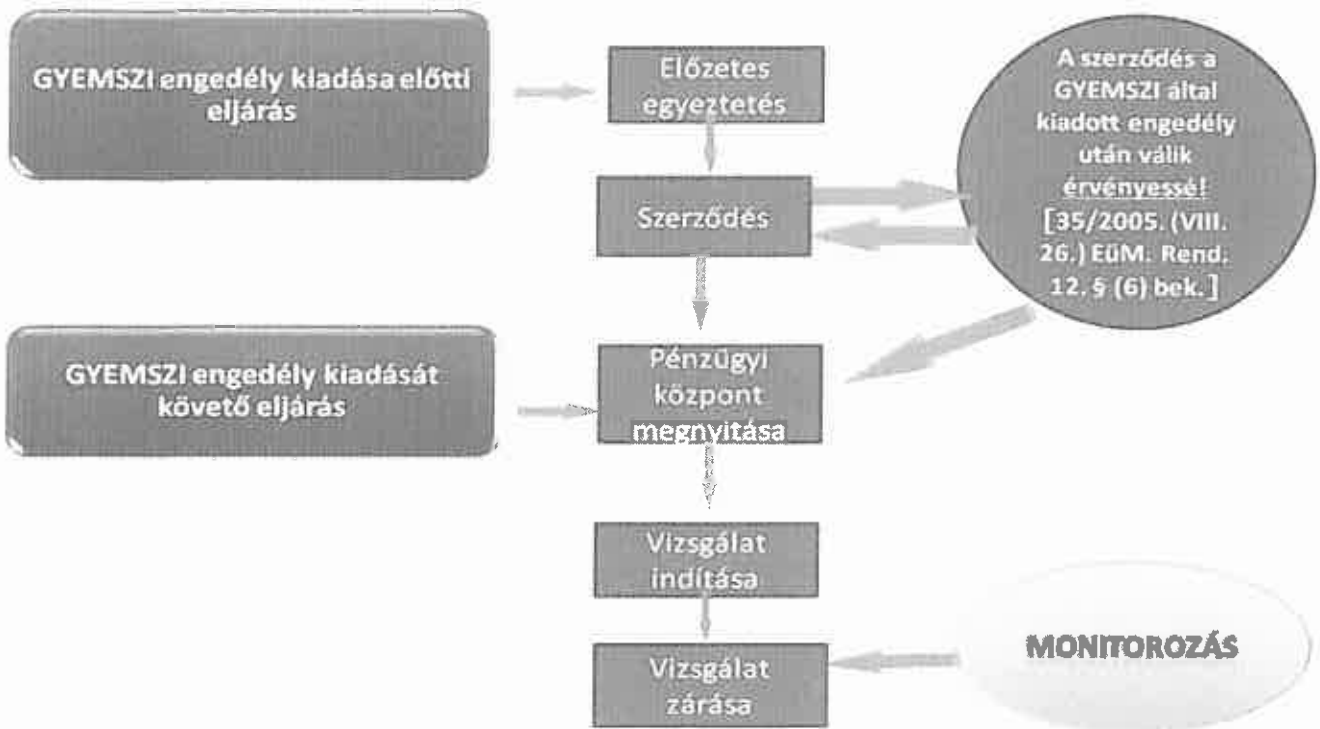 GYEMSZI engedély kiadása előtti
eljárás
Előzetes
egyeztetés
A szerződés a
GYEMSZI által
kiadott engedély
után válik
érvényessé!
[35/2005. (VIII.
26.) EüM. Rend.
12. § (6) bek.]
Szerződés
GYEMSZI engedély kiadását
követő eljárás
Pénzügyi
központ
megnyitása
Vizsgálat
indítása
Vizsgálat
zárása
MONITOROZÁS